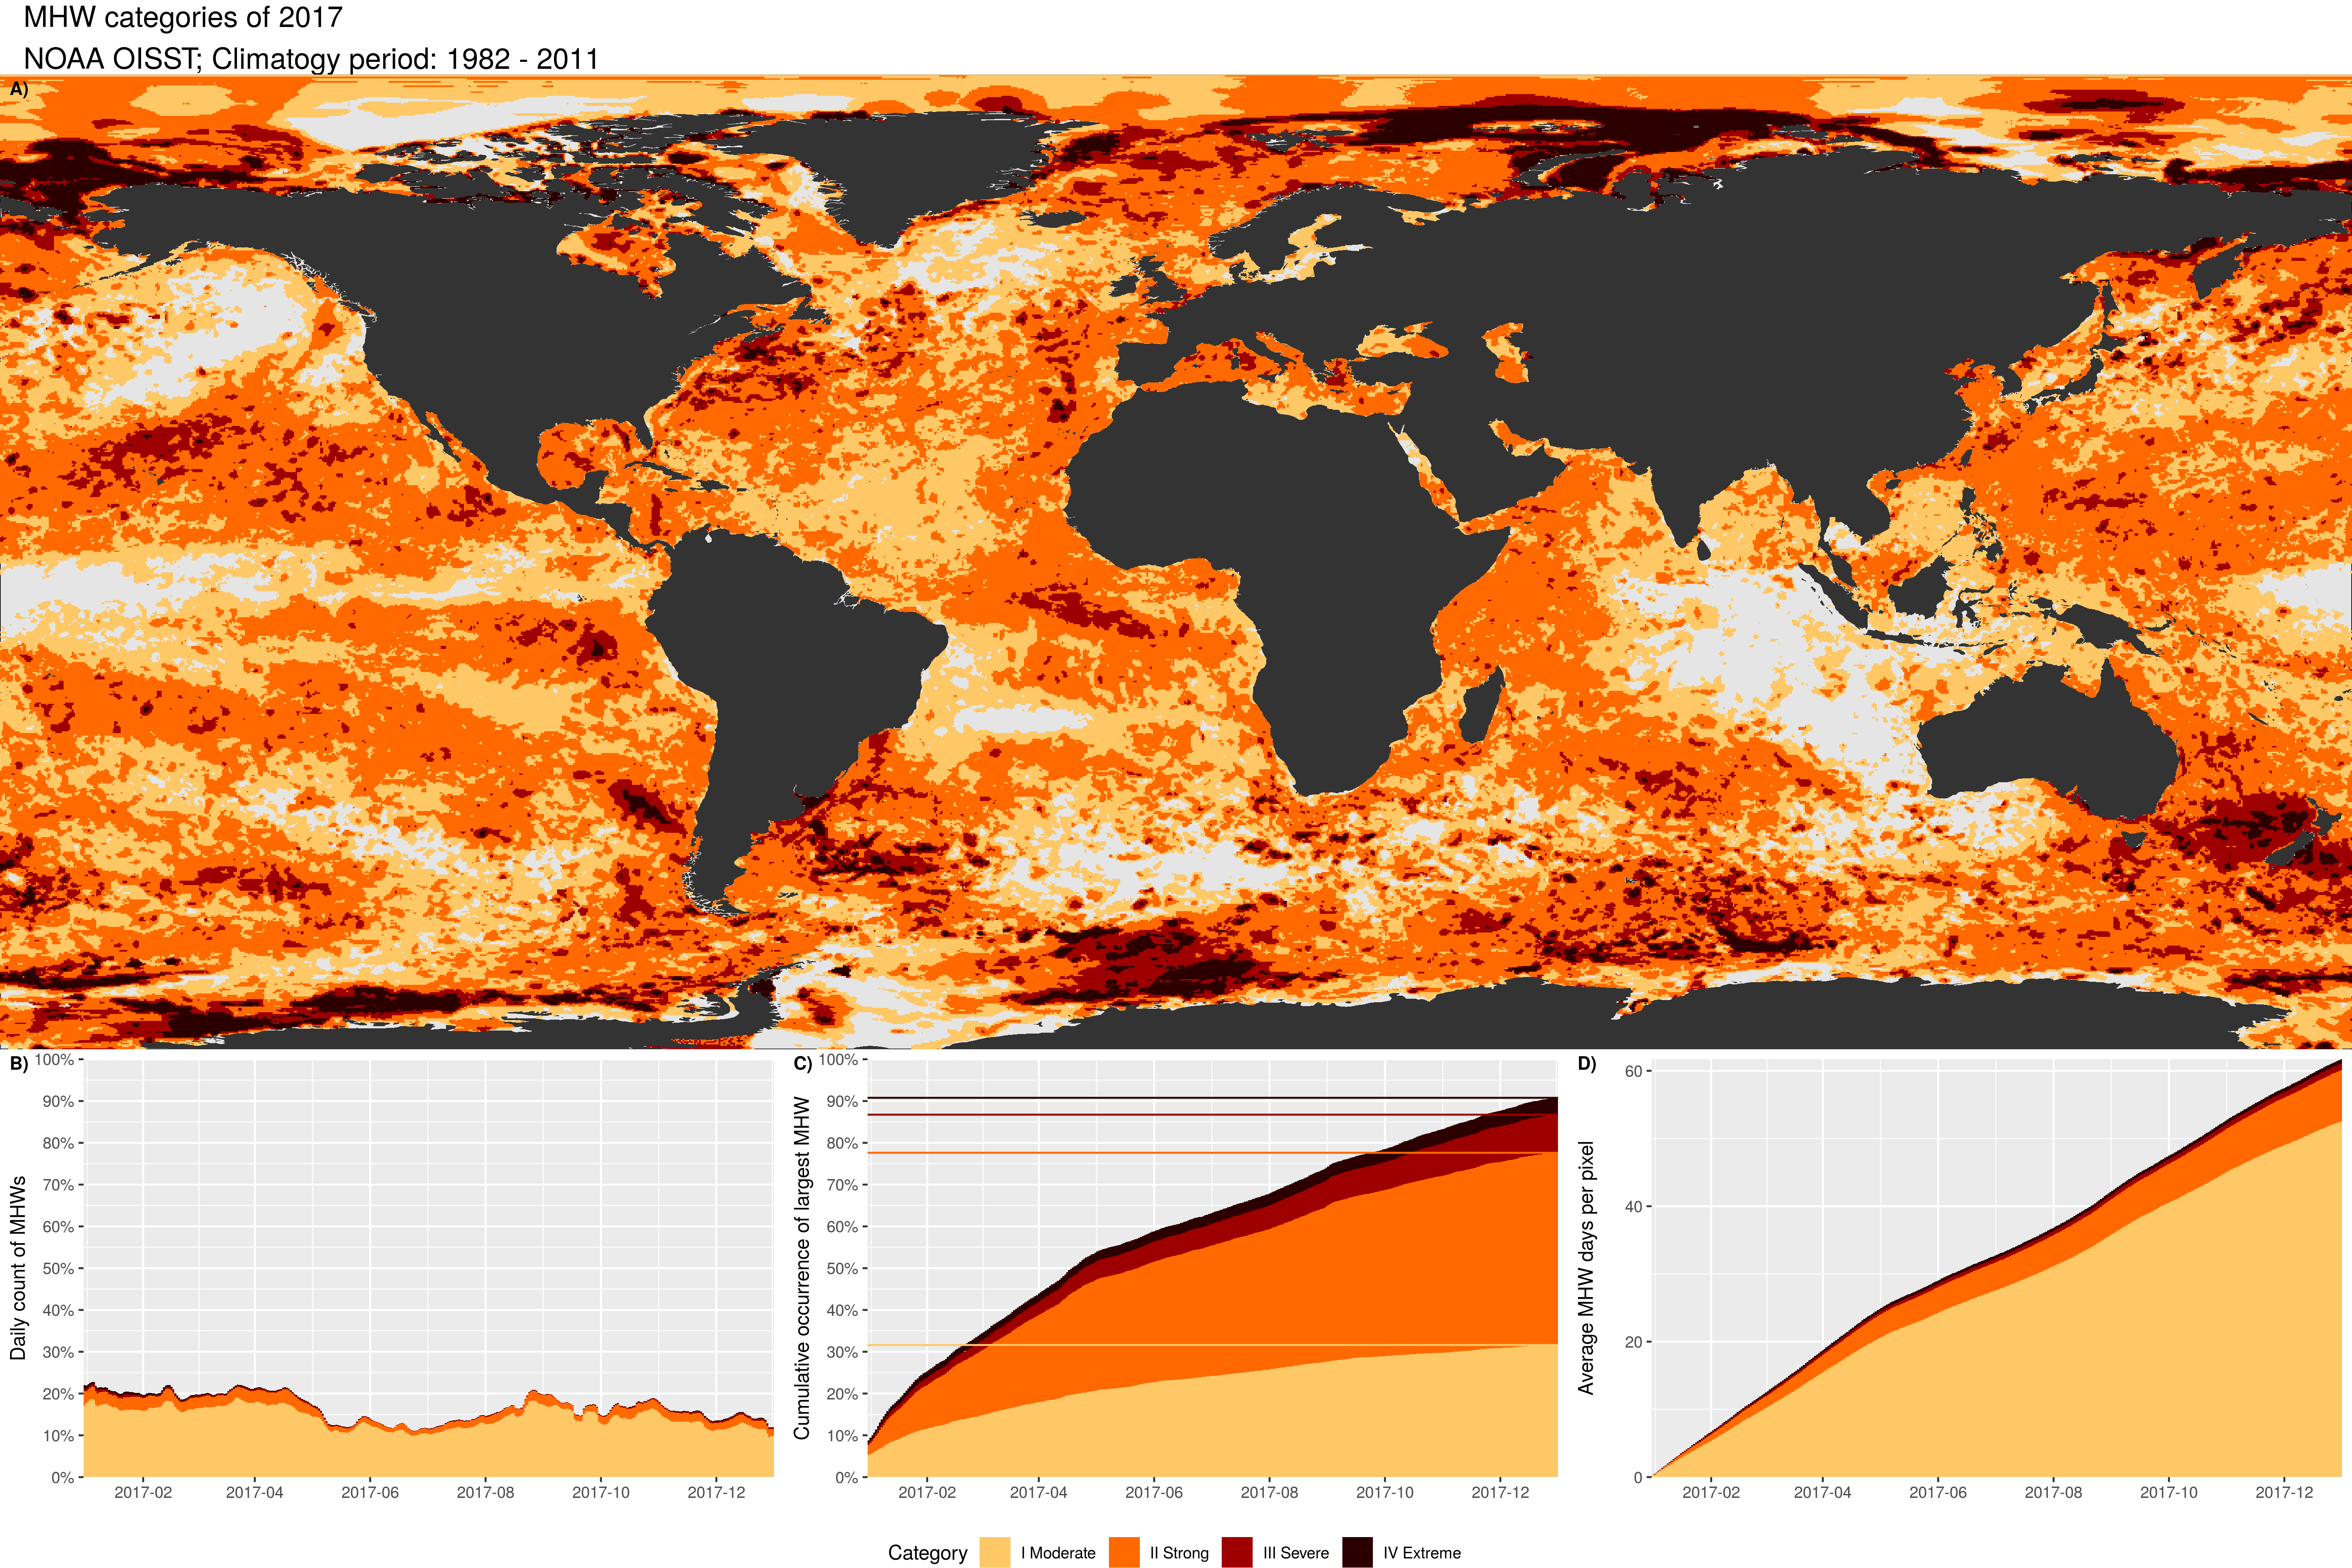 MHW categories of 2017
NOAA OISST; Climatogy period: 1982 - 2011
A)
B)
Daily count of MHWs
100%
90%
80%
70%
60%
50%
40%
30%
20%
10%
0%
2017-02 2017-04 2017-06 2017-08 2017-10 2017-12
C)
Cumulative occurrence of largest MHW
100%
90%
80%
70%
60%
50%
40%
30%
20%
10%
0%
2017-02 2017-04 2017-06 2017-08 2017-10 2017-12
D)
Average MHW days per pixel
60
40
20
0
2017-02 2017-04 2017-06 2017-08 2017-10 2017-12
Category I Moderate II Strong III Severe IV Extreme